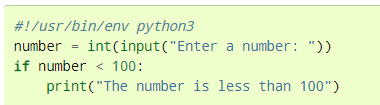 #!/usr/bin/env python3
number = int(input("Enter a number: "))
if number < 100:
    print("The number is less than 100")